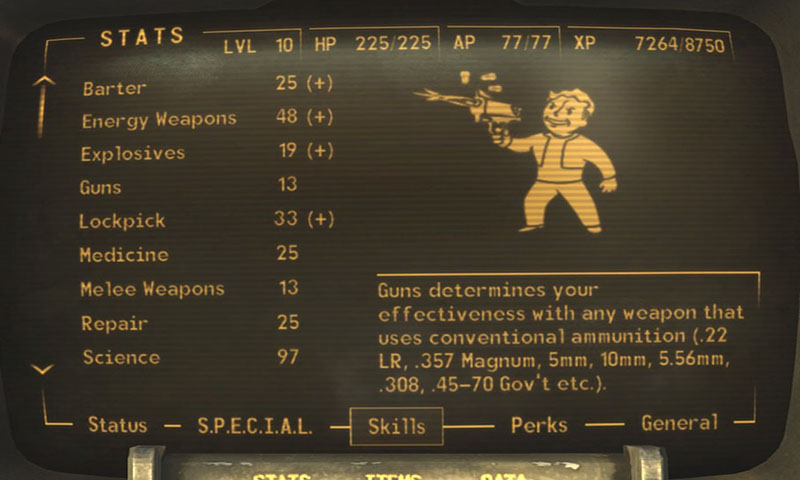 STATS LVL 10 HP 225/225 AP 77/77 XP 7264/8750
Barter 25 (+)
Energy Weapons 48 (+)
Explosives 19 (+)
Guns 13
Lockpick 33 (+)
Medicine 25
Melee Weapons 13
Repair 25
Science 97
Guns determines your
effectiveness with any weapon that
uses conventional ammunition (.22
LR, .357 Magnum, 5mm, 10mm, 5.56mm,
.308, .45-70 Gov't etc.).
Status S.P.E.C.I.A.L. Skills Perks General
STATS ITEMS DATA